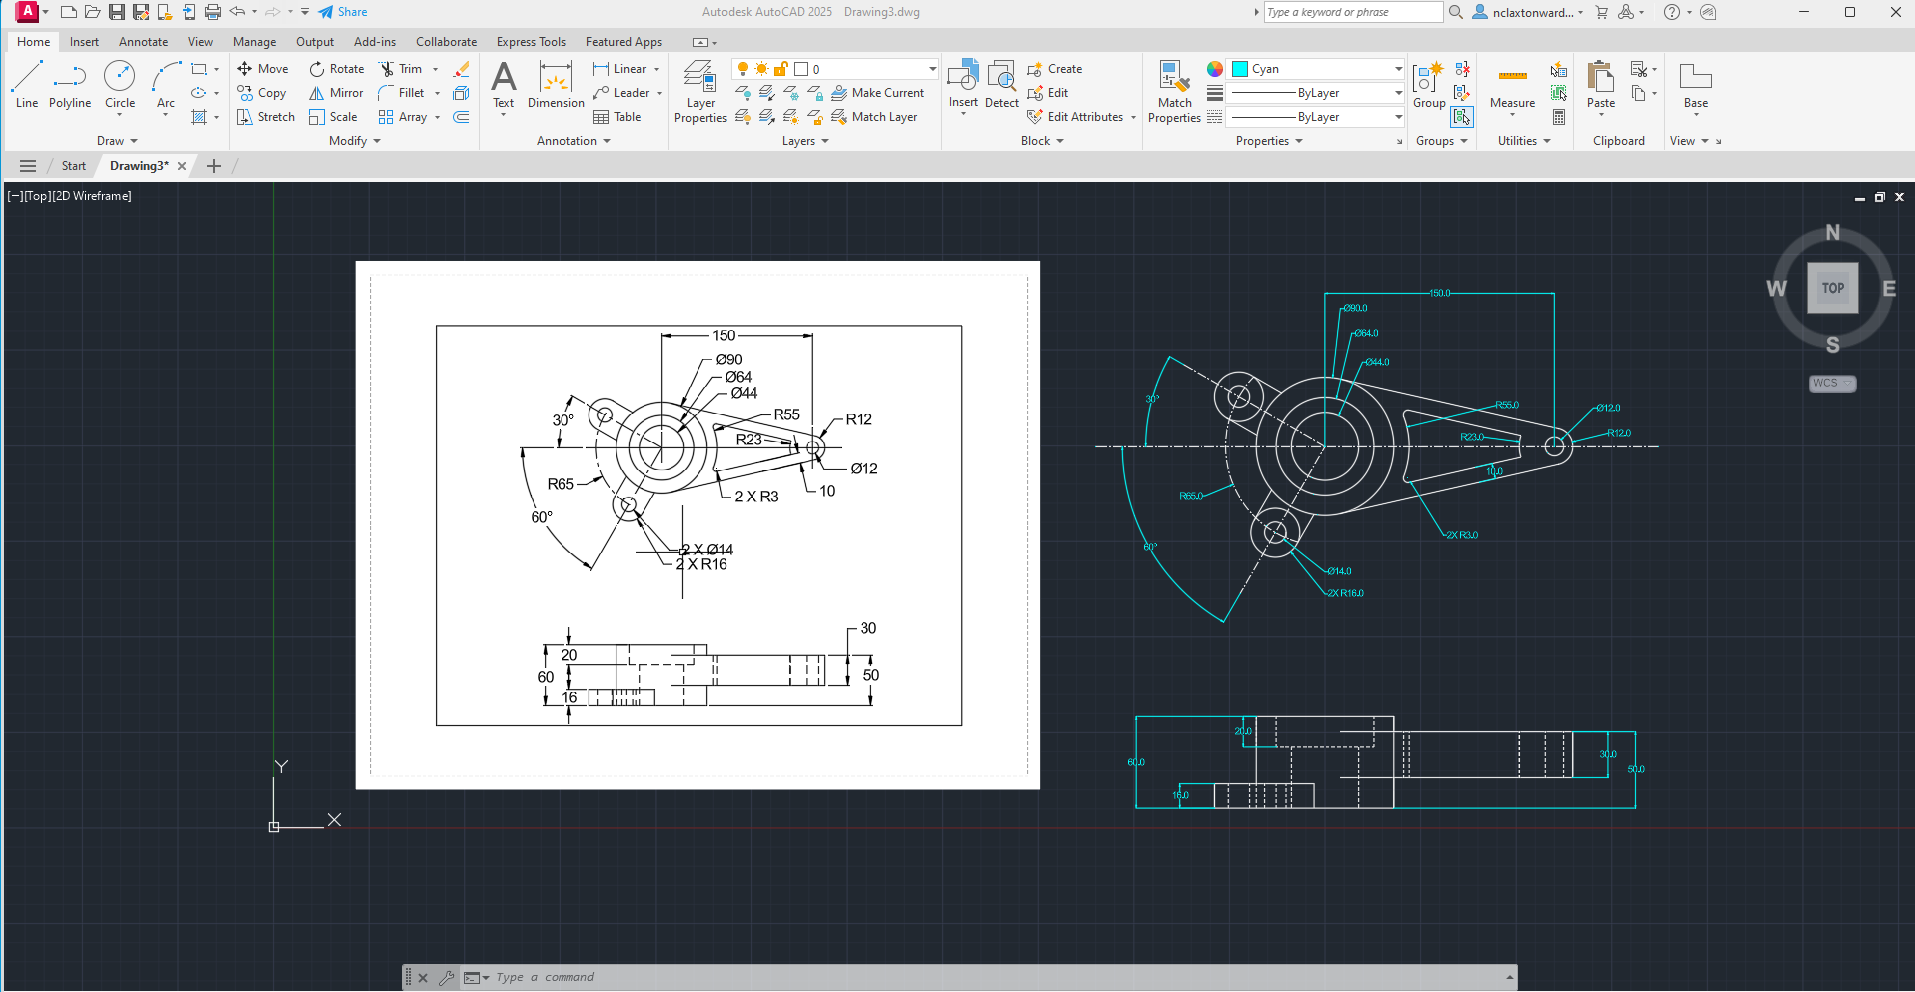 A Share Autodesk AutoCAD 2025 Drawing3.dwg Type a keyword or phrase nclaxtonward...
Home Insert Annotate View Manage Output Add-ins Collaborate Express Tools Featured Apps
Line Polyline Circle Arc
Move Rotate Trim
Copy Mirror Fillet
Stretch Scale Array
Text Dimension
Linear
Leader
Table
Layer Properties
0
Make Current
Match Layer
Insert Detect
Create
Edit
Edit Attributes
Match Properties
Cyan
ByLayer
ByLayer
Group Measure Paste Base
Draw Modify Annotation Layers Block Properties Groups Utilities Clipboard View
Start Drawing3* +
[−][Top][2D Wireframe]
150
Ø90
Ø64
Ø44
30°
R55
R12
R23
Ø12
R65
10
2 X R3
60°
2 X Ø14
2 X R16
30
20
60
50
16
N
W TOP E
S
WCS
150.0
Ø90.0
Ø64.0
Ø44.0
30°
R55.0
Ø12.0
R23.0
R12.0
10.0
R65.0
2X R3.0
60°
Ø14.0
2X R16.0
20.0
60.0
30.0
50.0
16.0
Y
X
Type a command